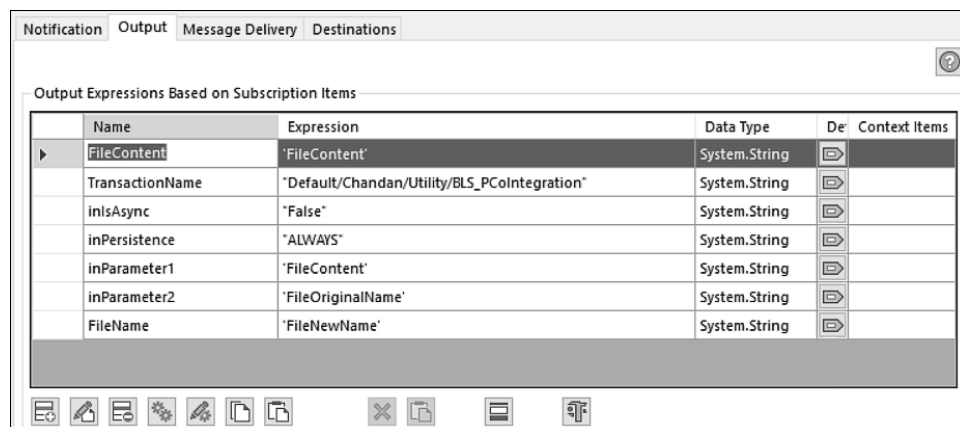 Notification Output Message Delivery Destinations
Output Expressions Based on Subscription Items
Name Expression Data Type De Context Items
FileContent 'FileContent' System.String
TransactionName "Default/Chandan/Utility/BLS_PCoIntegration" System.String
inIsAsync "False" System.String
inPersistence "ALWAYS" System.String
inParameter1 'FileContent' System.String
inParameter2 'FileOriginalName' System.String
FileName 'FileNewName' System.String